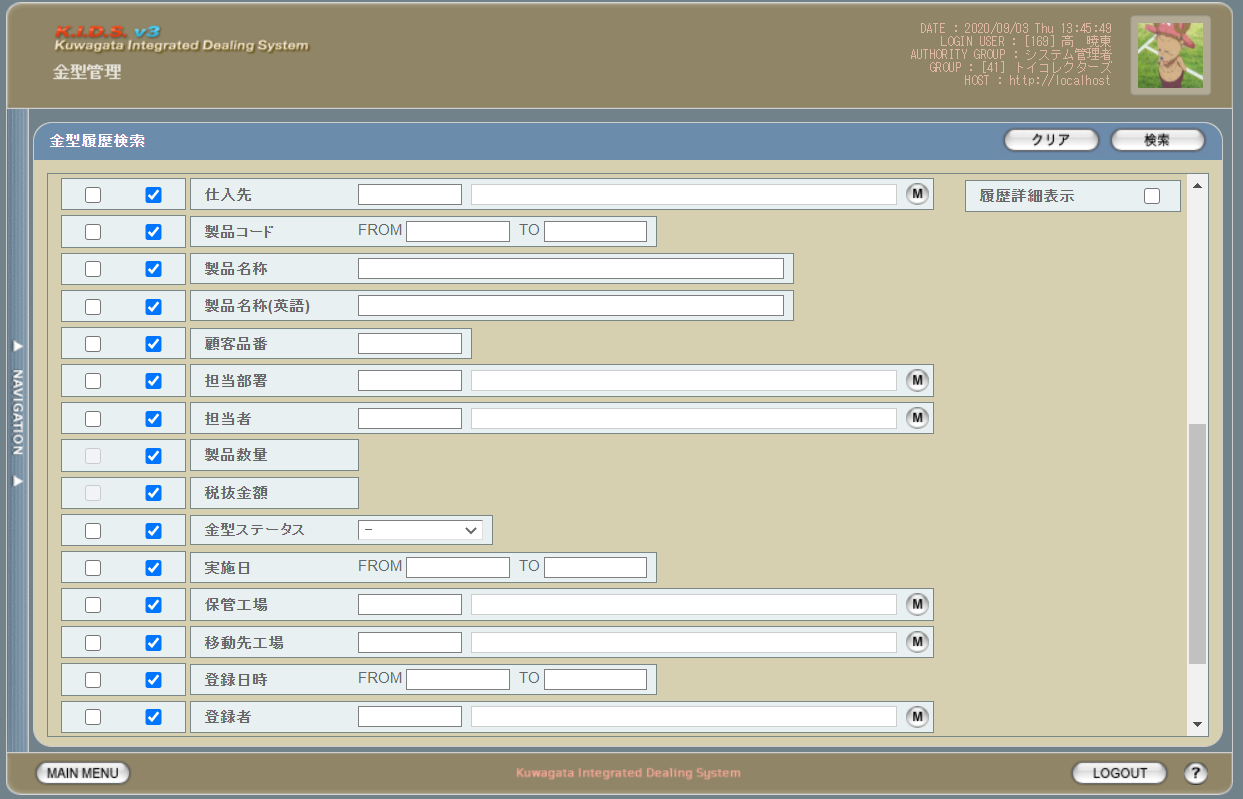 K.I.D.S. v3
Kuwagata Integrated Dealing System
金型管理
DATE : 2020/09/03 Thu 13:45:49
LOGIN USER : [169] 高 暁東
AUTHORITY GROUP : システム管理者
GROUP : [41] トイコレクターズ
HOST : http://localhost
金型履歴検索
クリア
検索
仕入先 M
履歴詳細表示
製品コード FROM TO
製品名称
製品名称(英語)
顧客品番
担当部署 M
担当者 M
製品数量
税抜金額
金型ステータス -
実施日 FROM TO
保管工場 M
移動先工場 M
登録日時 FROM TO
登録者 M
NAVIGATION
MAIN MENU
Kuwagata Integrated Dealing System
LOGOUT
?